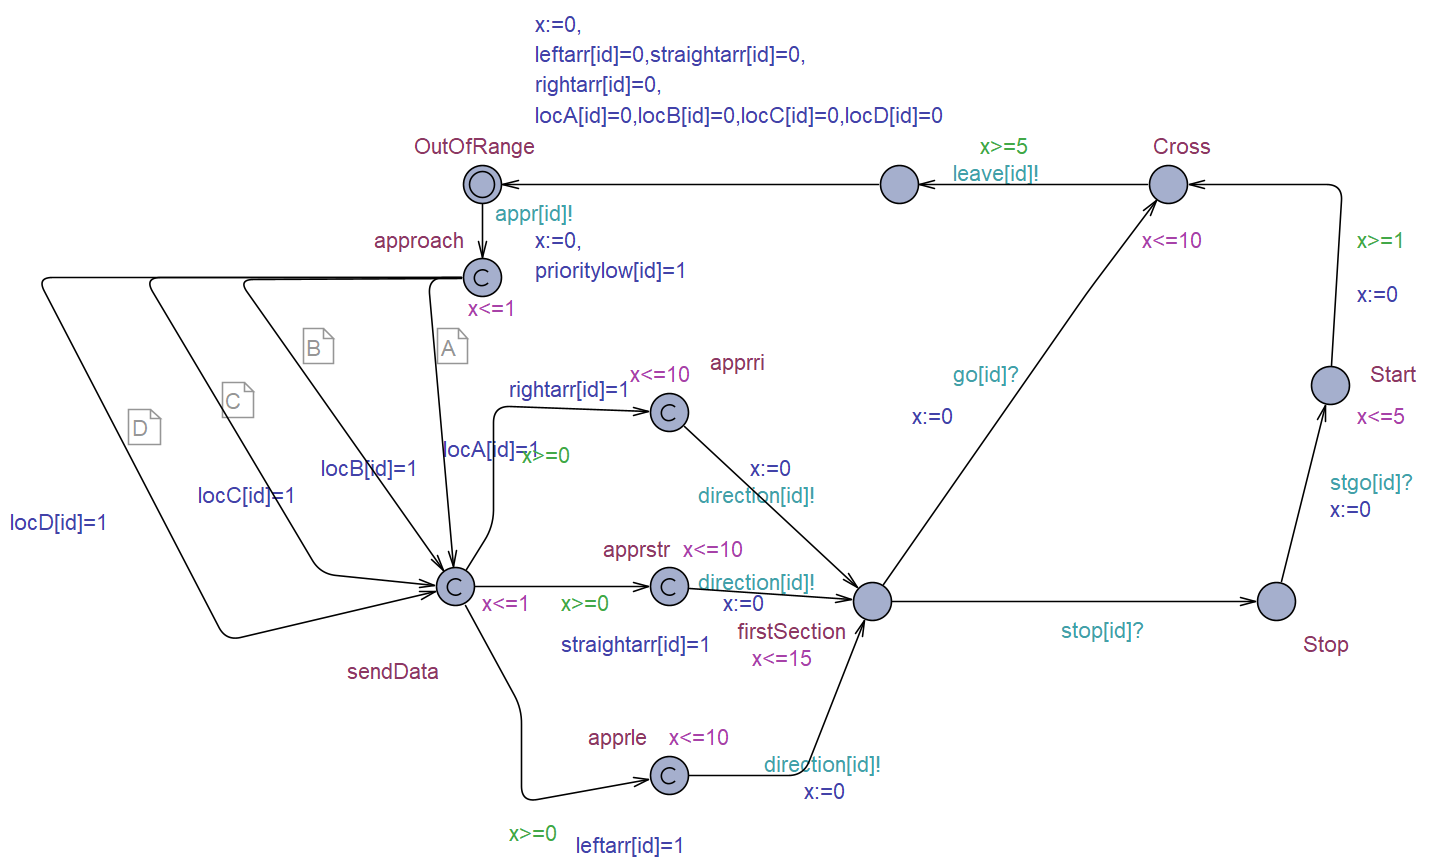 x:=0,
leftarr[id]=0,straightarr[id]=0,
rightarr[id]=0,
locA[id]=0,locB[id]=0,locC[id]=0,locD[id]=0
OutOfRange
x>=5
Cross
leave[id]!
appr[id]!
approach
x:=0,
x<=10
x>=1
prioritylow[id]=1
x<=1
x:=0
B
A
apprri
x<=10
go[id]?
Start
rightarr[id]=1
C
x:=0
x<=5
D
locA[id]=1
x>=0
locB[id]=1
x:=0
stgo[id]?
locC[id]=1
direction[id]!
x:=0
locD[id]=1
apprstr
x<=10
direction[id]!
C
C
C
C
C
x<=1
x>=0
x:=0
firstSection
stop[id]?
straightarr[id]=1
x<=15
Stop
sendData
apprle
x<=10
direction[id]!
x:=0
x>=0
leftarr[id]=1